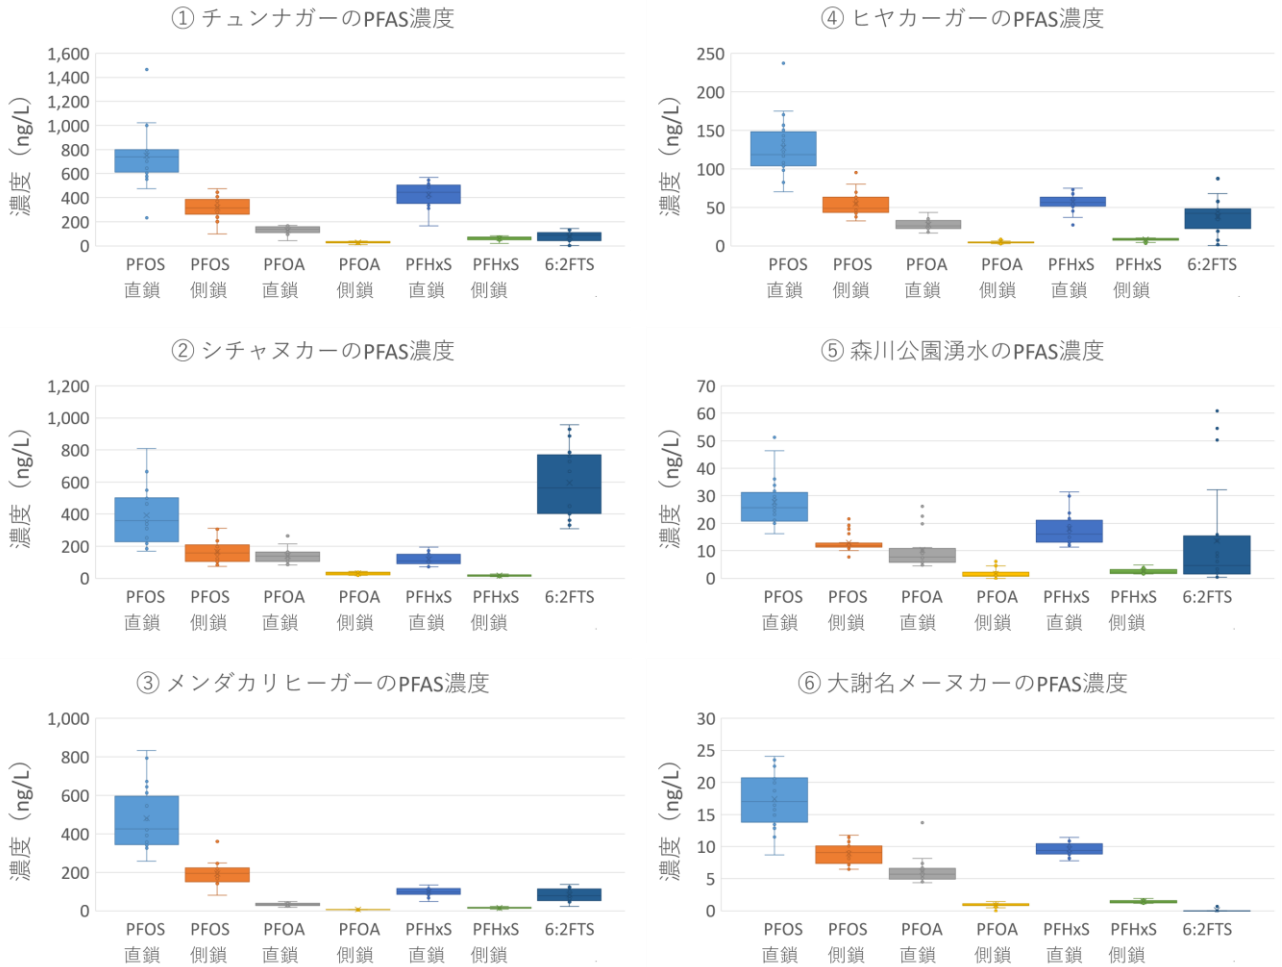 ① チュンナガーのPFAS濃度
濃度（ng/L）
1,600
1,400
1,200
1,000
800
600
400
200
0
PFOS PFOS PFOA PFOA PFHxS PFHxS 6:2FTS
直鎖 側鎖 直鎖 側鎖 直鎖 側鎖
② シチャヌカーのPFAS濃度
濃度（ng/L）
1,200
1,000
800
600
400
200
0
PFOS PFOS PFOA PFOA PFHxS PFHxS 6:2FTS
直鎖 側鎖 直鎖 側鎖 直鎖 側鎖
③ メンダカリヒーガーのPFAS濃度
濃度（ng/L）
1,000
800
600
400
200
0
PFOS PFOS PFOA PFOA PFHxS PFHxS 6:2FTS
直鎖 側鎖 直鎖 側鎖 直鎖 側鎖
④ ヒヤカーガーのPFAS濃度
濃度（ng/L）
250
200
150
100
50
0
PFOS PFOS PFOA PFOA PFHxS PFHxS 6:2FTS
直鎖 側鎖 直鎖 側鎖 直鎖 側鎖
⑤ 森川公園湧水のPFAS濃度
濃度（ng/L）
70
60
50
40
30
20
10
0
PFOS PFOS PFOA PFOA PFHxS PFHxS 6:2FTS
直鎖 側鎖 直鎖 側鎖 直鎖 側鎖
⑥ 大謝名メーヌカーのPFAS濃度
濃度（ng/L）
30
25
20
15
10
5
0
PFOS PFOS PFOA PFOA PFHxS PFHxS 6:2FTS
直鎖 側鎖 直鎖 側鎖 直鎖 側鎖